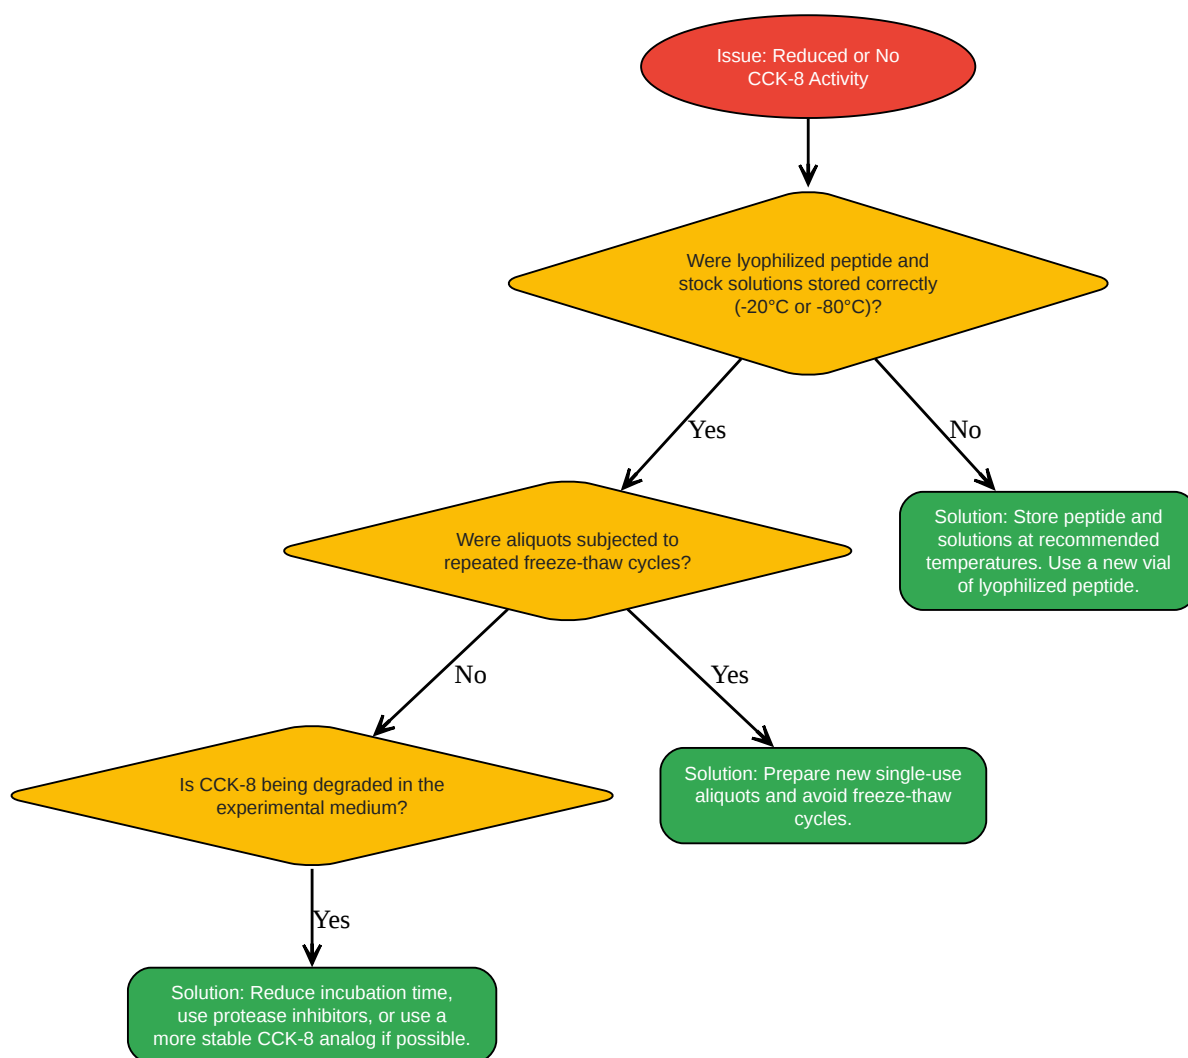 Issue: Reduced or No
CCK-8 Activity
Were lyophilized peptide and
stock solutions stored correctly
(-20°C or -80°C)?
Yes
No
Solution: Store peptide and
solutions at recommended
temperatures. Use a new vial
of lyophilized peptide.
Were aliquots subjected to
repeated freeze-thaw cycles?
No
Yes
Solution: Prepare new single-use
aliquots and avoid freeze-thaw
cycles.
Is CCK-8 being degraded in the
experimental medium?
Yes
Solution: Reduce incubation time,
use protease inhibitors, or use a
more stable CCK-8 analog if possible.